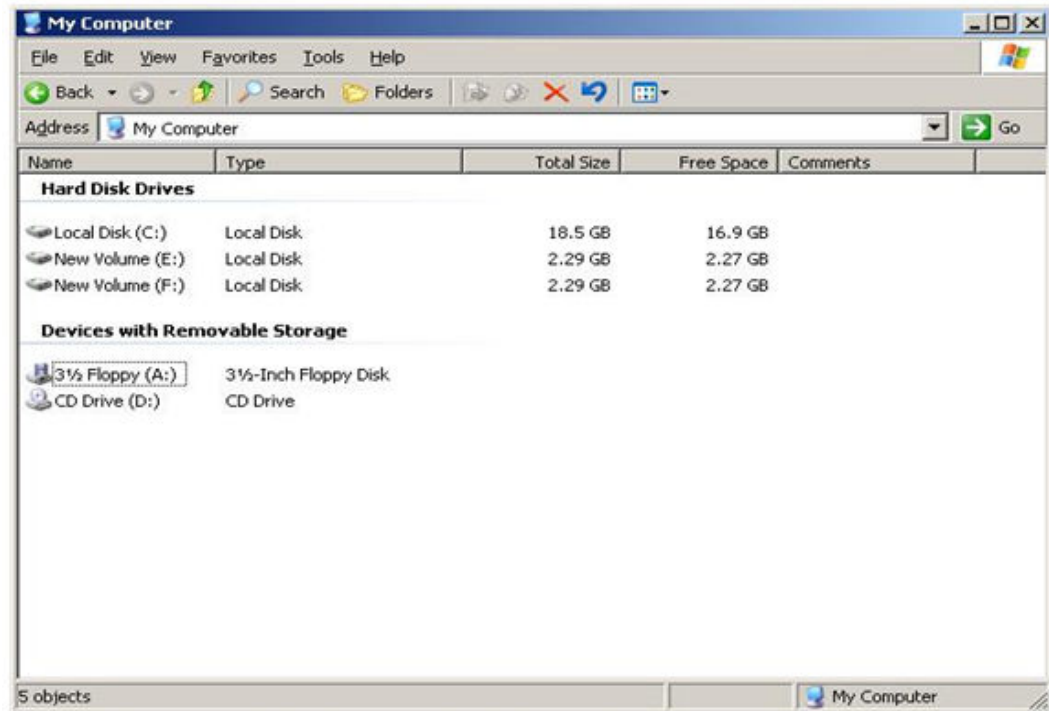 My Computer
File Edit View Favorites Tools Help
Back Search Folders
Address My Computer Go
Name Type Total Size Free Space Comments
Hard Disk Drives
Local Disk (C:) Local Disk 18.5 GB 16.9 GB
New Volume (E:) Local Disk 2.29 GB 2.27 GB
New Volume (F:) Local Disk 2.29 GB 2.27 GB
Devices with Removable Storage
3½ Floppy (A:) 3½-Inch Floppy Disk
CD Drive (D:) CD Drive
5 objects My Computer